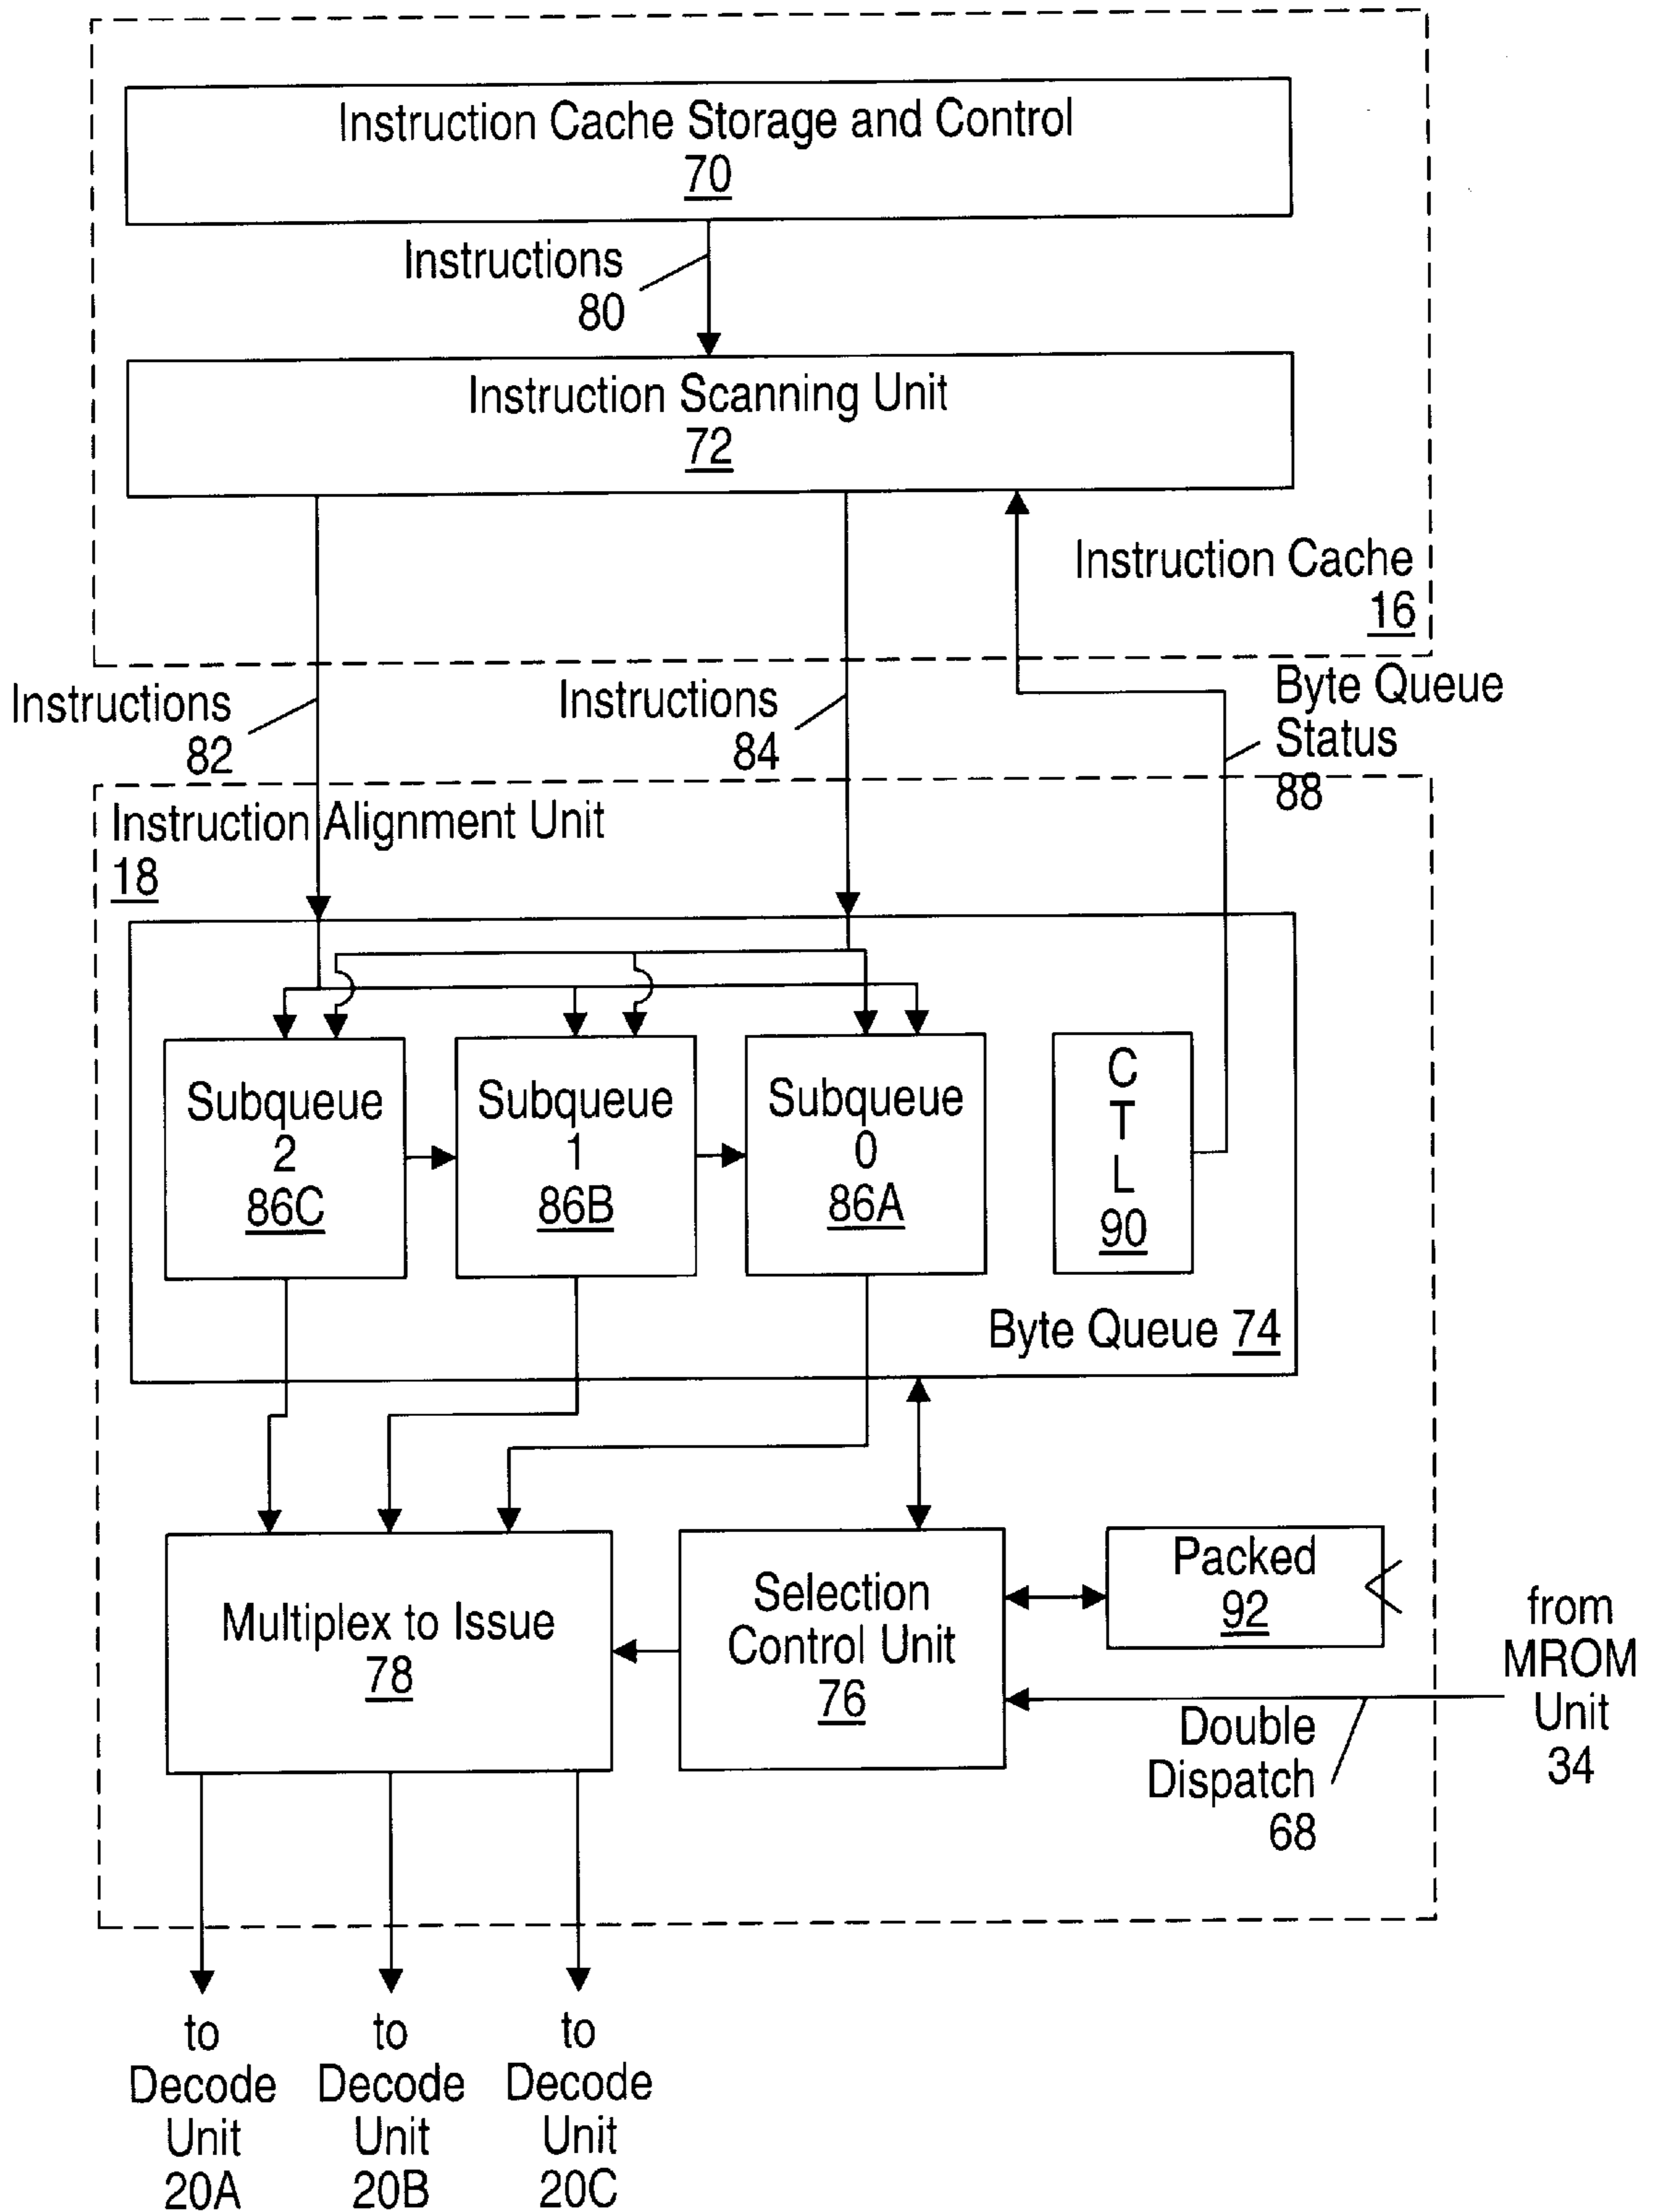 Instruction Cache Storage and Control
70
Instructions
80
Instruction Scanning Unit
72
Instruction Cache
16
Instructions
82
Instructions
84
Byte Queue
Status
88
Instruction Alignment Unit
18
Subqueue
2
86C
Subqueue
1
86B
Subqueue
0
86A
C
T
L
90
Byte Queue 74
Multiplex to Issue
78
Selection
Control Unit
76
Packed
92
from
MROM
Unit
34
Double
Dispatch
68
to
Decode
Unit
20A
to
Decode
Unit
20B
to
Decode
Unit
20C